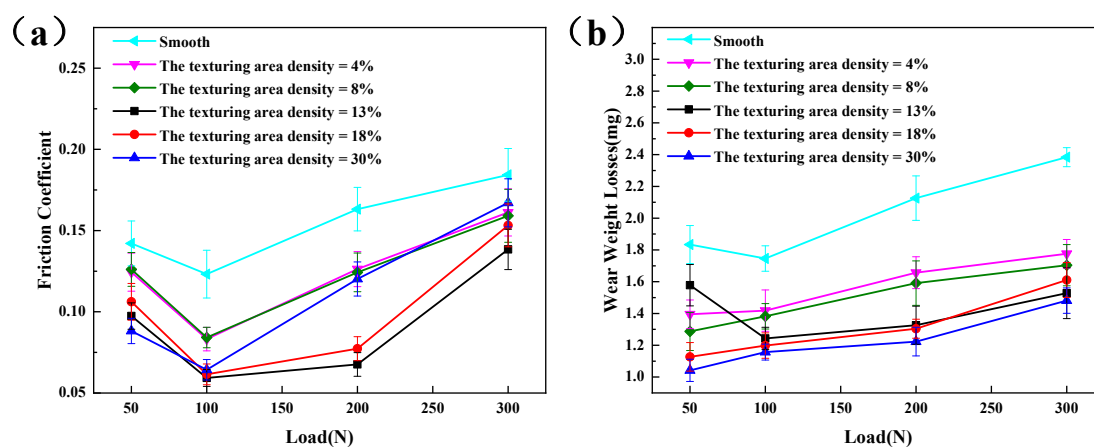 (a)
Smooth
The texturing area density = 4%
The texturing area density = 8%
The texturing area density = 13%
The texturing area density = 18%
The texturing area density = 30%
0.25
0.20
0.15
0.10
0.05
50
100
200
300
Friction Coefficient
Load(N)
(b)
Smooth
The texturing area density = 4%
The texturing area density = 8%
The texturing area density = 13%
The texturing area density = 18%
The texturing area density = 30%
3.2
3.0
2.8
2.6
2.4
2.2
2.0
1.8
1.6
1.4
1.2
1.0
50
100
200
300
Wear Weight Losses(mg)
Load(N)